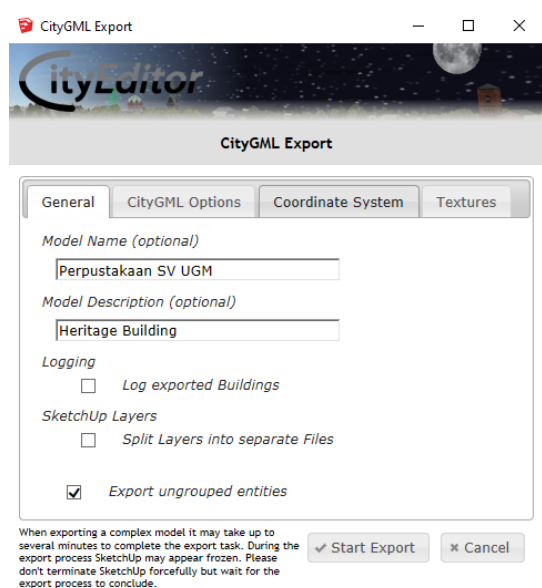 CityGML Export
CityEditor
CityGML Export
General CityGML Options Coordinate System Textures
Model Name (optional)
Perpustakaan SV UGM
Model Description (optional)
Heritage Building
Logging
Log exported Buildings
SketchUp Layers
Split Layers into separate Files
Export ungrouped entities
When exporting a complex model it may take up to
several minutes to complete the export task. During the
export process SketchUp may appear frozen. Please
don't terminate SketchUp forcefully but wait for the
export process to conclude.
Start Export Cancel